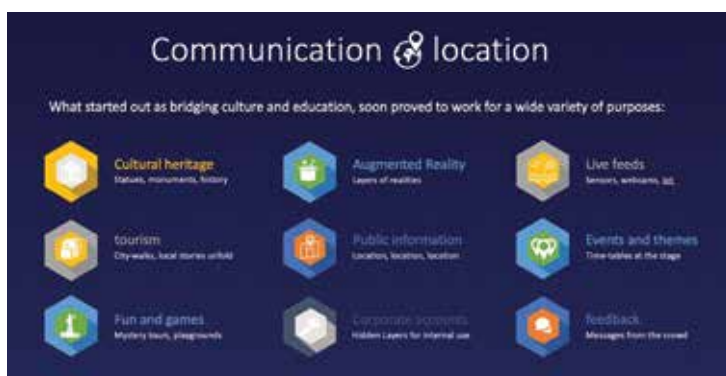 Communication location
What started out as bridging culture and education, soon proved to work for a wide variety of purposes:
Cultural heritage
Statues, monuments, history
Augmented Reality
Layers of realities
Live feeds
Sensors, webcams, iot
tourism
City-walks, local stories unfold
Public information
Location, location, location
Events and themes
Time-tables at the stage
Fun and games
Mystery tours, playgrounds
Corporate accounts
Hidden Layers for internal use
feedback
Messages from the crowd